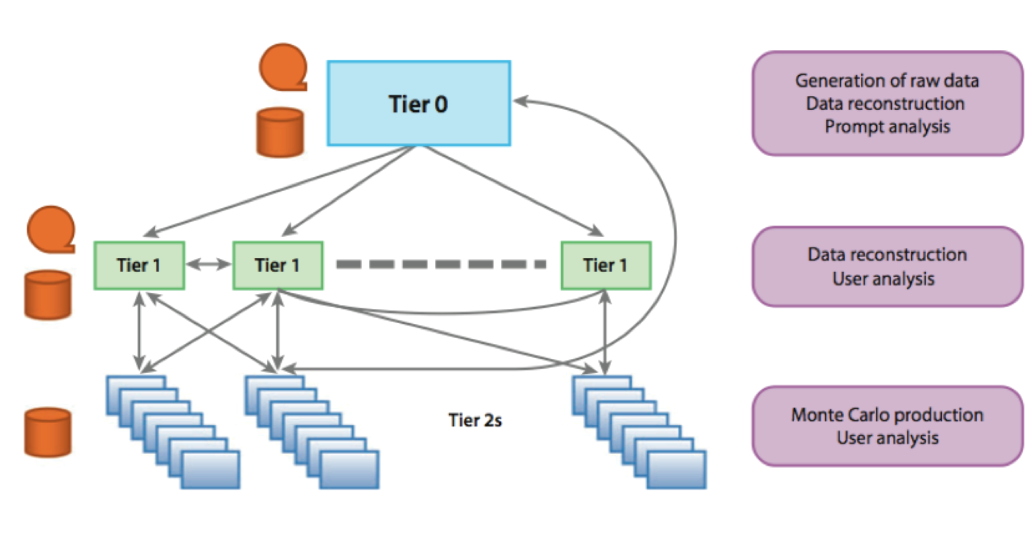 Tier 0
Generation of raw data
Data reconstruction
Prompt analysis
Tier 1
Tier 1
Tier 1
Data reconstruction
User analysis
Tier 2s
Monte Carlo production
User analysis